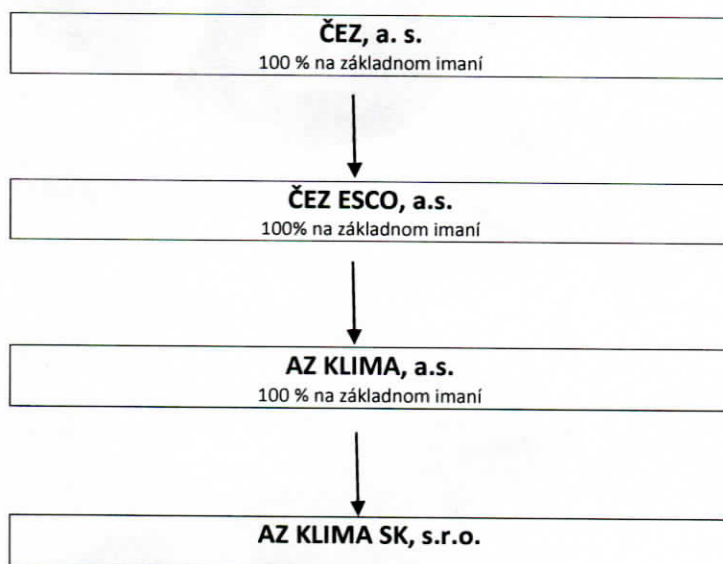 ČEZ, a. s.
100 % na základnom imaní
ČEZ ESCO, a.s.
100% na základnom imaní
AZ KLIMA, a.s.
100 % na základnom imaní
AZ KLIMA SK, s.r.o.